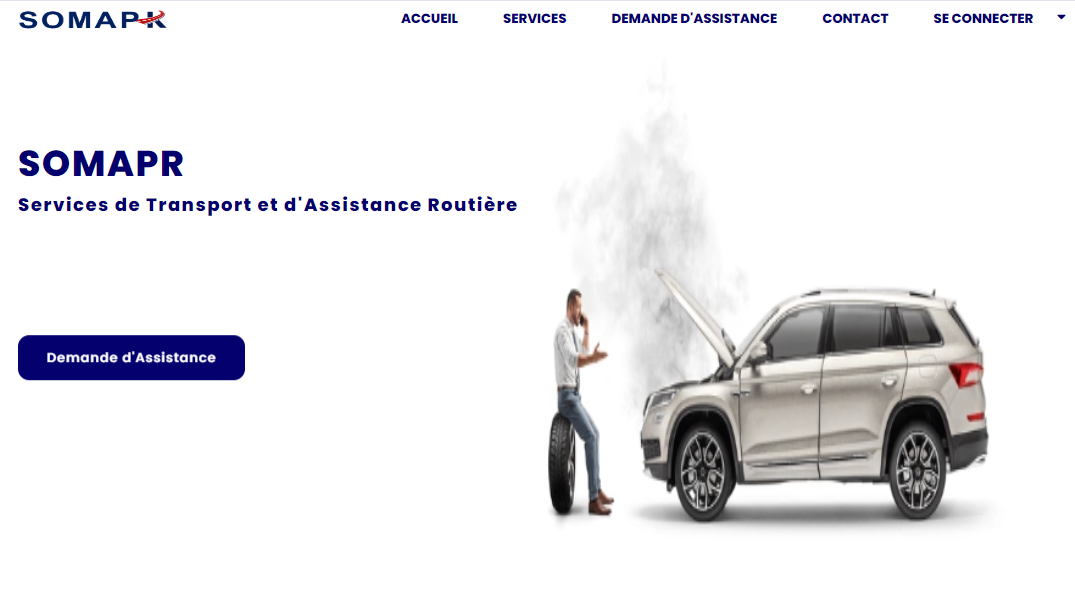 SOMAPR
ACCUEIL SERVICES DEMANDE D'ASSISTANCE CONTACT SE CONNECTER
SOMAPR
Services de Transport et d'Assistance Routière
Demande d'Assistance